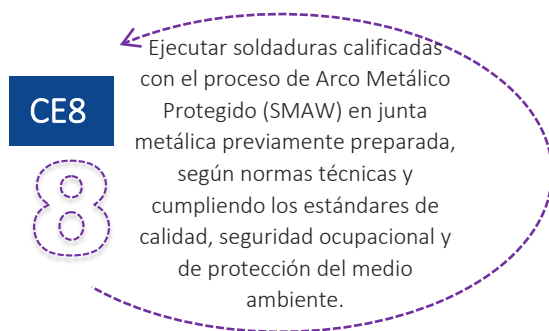 CE8
8
Ejecutar soldaduras calificadas
con el proceso de Arco Metálico
Protegido (SMAW) en junta
metálica previamente preparada,
según normas técnicas y
cumpliendo los estándares de
calidad, seguridad ocupacional y
de protección del medio
ambiente.